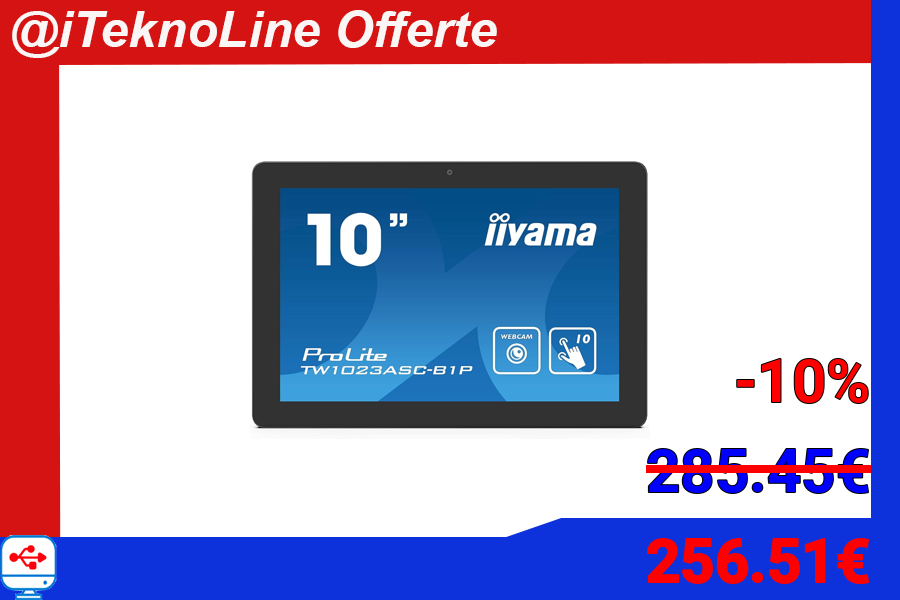 @iTeknoLine Offerte
10”
iiyama
WEBCAM
10
ProLite
TW1023ASC-B1P
-10%
285.45€
256.51€